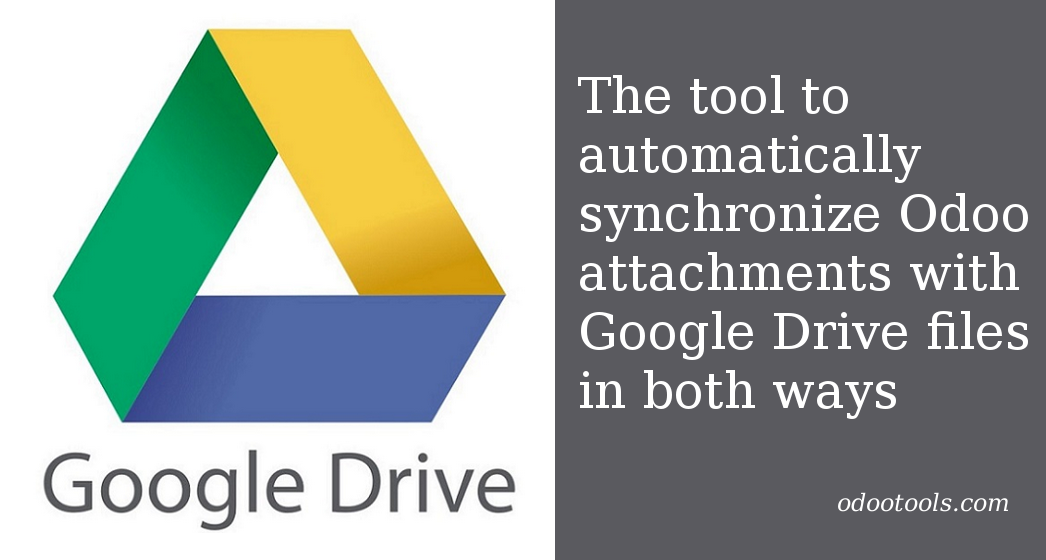 Google Drive
The tool to
automatically
synchronize Odoo
attachments with
Google Drive files
in both ways
odootools.com